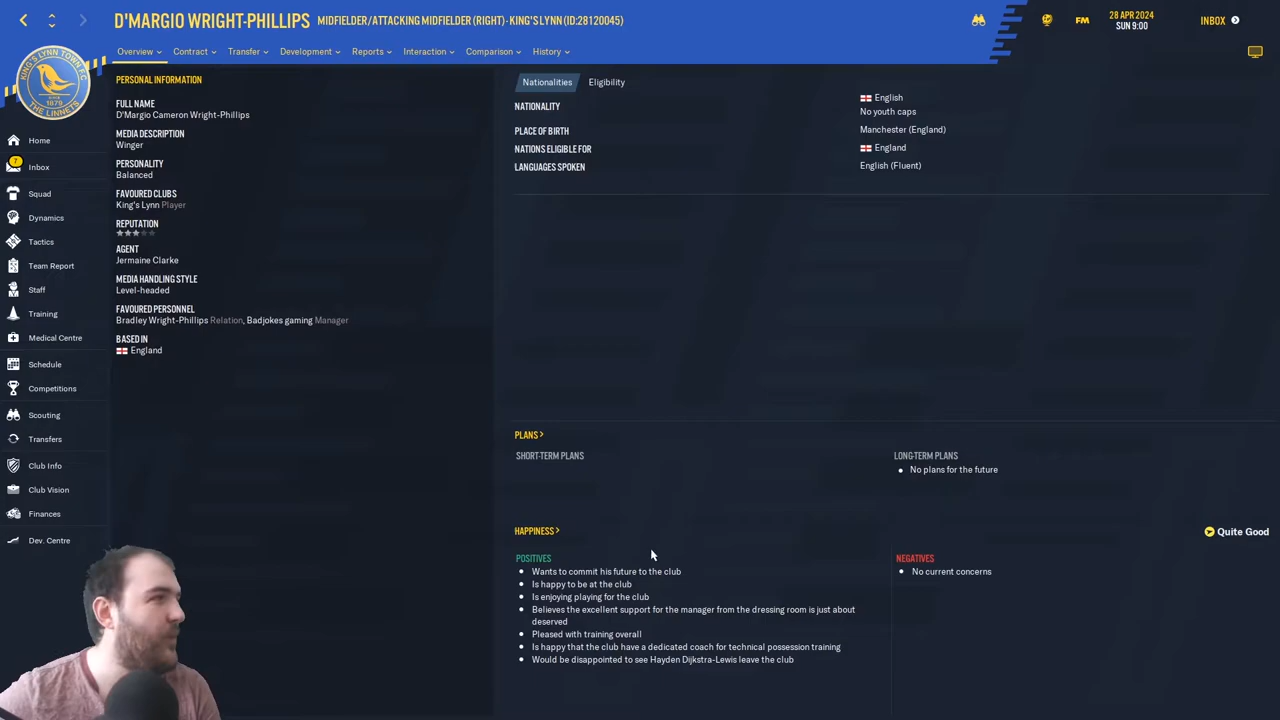 D'MARGIO WRIGHT-PHILLIPS MIDFIELDER/ATTACKING MIDFIELDER (RIGHT) - KING'S LYNN (ID:28120045)
FM
28 APR 2024
SUN 9:00
INBOX
Overview Contract Transfer Development Reports Interaction Comparison History
KING'S LYNN TOWN FC
1879
THE LINNETS
Home
7
Inbox
Squad
Dynamics
Tactics
Team Report
Staff
Training
Medical Centre
Schedule
Competitions
Scouting
Transfers
Club Info
Club Vision
Finances
Dev. Centre
PERSONAL INFORMATION
FULL NAME
D'Margio Cameron Wright-Phillips
MEDIA DESCRIPTION
Winger
PERSONALITY
Balanced
FAVOURED CLUBS
King's Lynn Player
REPUTATION
AGENT
Jermaine Clarke
MEDIA HANDLING STYLE
Level-headed
FAVOURED PERSONNEL
Bradley Wright-Phillips Relation, Badjokes gaming Manager
BASED IN
England
Nationalities Eligibility
NATIONALITY English
No youth caps
PLACE OF BIRTH Manchester (England)
NATIONS ELIGIBLE FOR England
LANGUAGES SPOKEN English (Fluent)
PLANS >
SHORT-TERM PLANS
LONG-TERM PLANS
No plans for the future
HAPPINESS >
Quite Good
POSITIVES
Wants to commit his future to the club
Is happy to be at the club
Is enjoying playing for the club
Believes the excellent support for the manager from the dressing room is just about
deserved
Pleased with training overall
Is happy that the club have a dedicated coach for technical possession training
Would be disappointed to see Hayden Dijkstra-Lewis leave the club
NEGATIVES
No current concerns